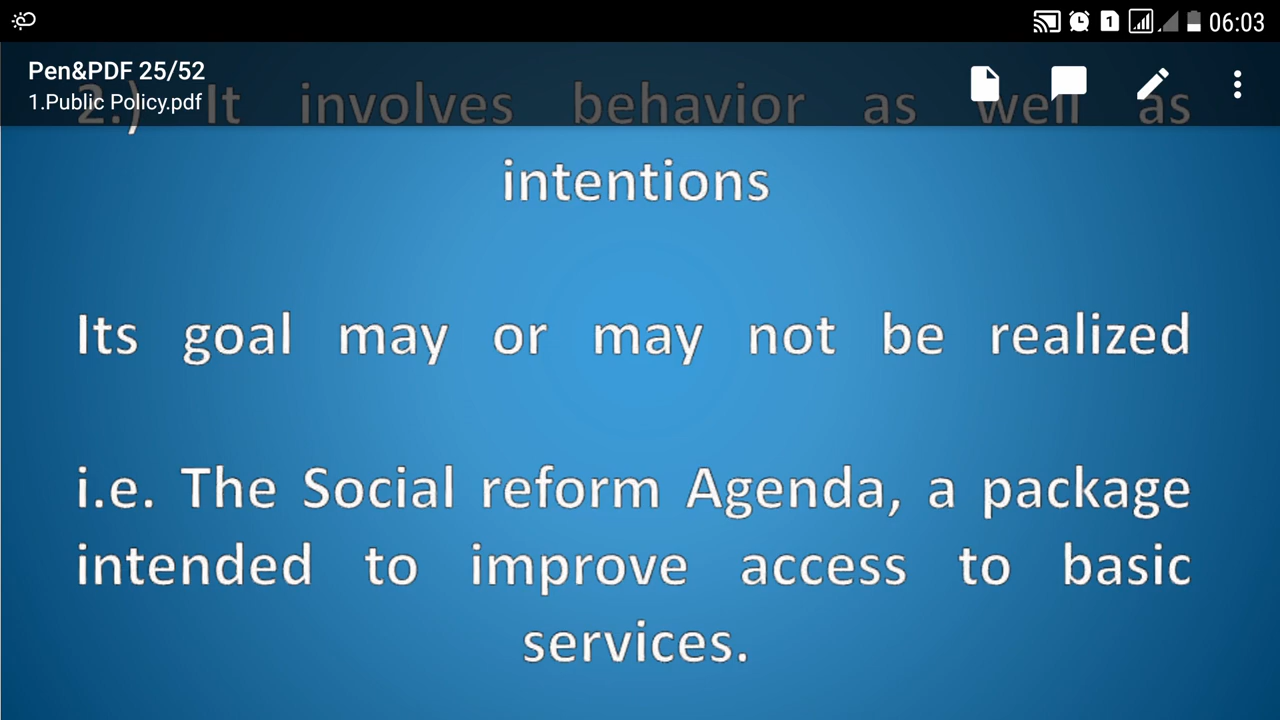 06:03
Pen&PDF 25/52
1.Public Policy.pdf
2.) It involves behavior as well as
intentions
Its goal may or may not be realized
i.e. The Social reform Agenda, a package
intended to improve access to basic
services.